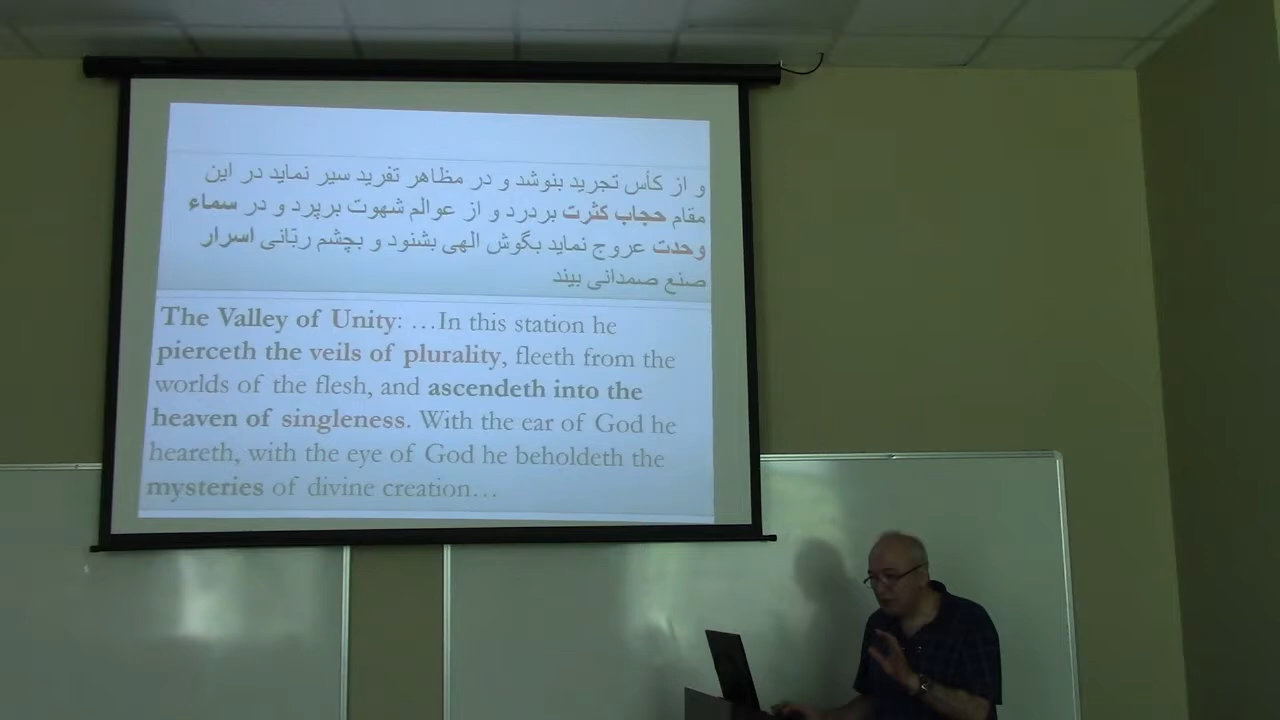 و از کأس تجرید بنوشد و در مظاهر تفرید سیر نماید در این
مقام حجاب کثرت بردرد و از عوالم شهوت برپرد و در سماء
وحدت عروج نماید بگوش الهی بشنود و بچشم ربّانی اسرار
صنع صمدانی بیند
The Valley of Unity: …In this station he
pierceth the veils of plurality, fleeth from the
worlds of the flesh, and ascendeth into the
heaven of singleness. With the ear of God he
heareth, with the eye of God he beholdeth the
mysteries of divine creation…